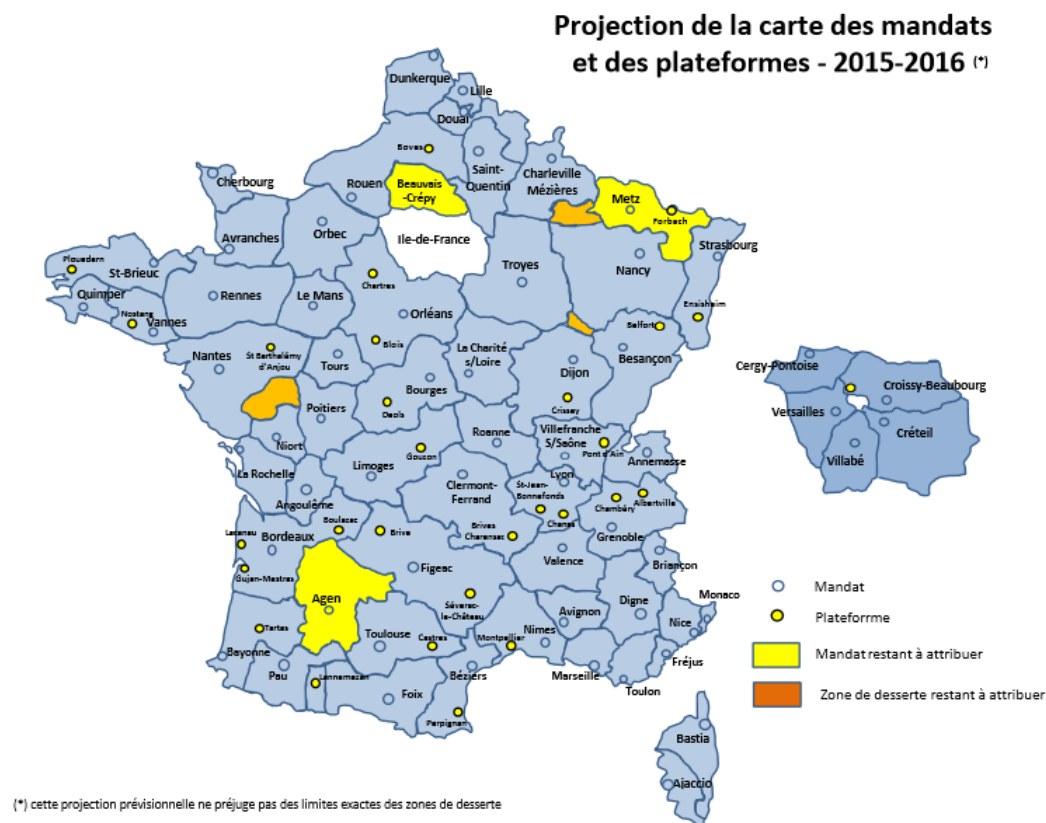 Projection de la carte des mandats
et des plateformes - 2015-2016 (*)
Dunkerque
Lille
Douai
Boves
Saint-
Quentin
Charleville
Mézières
Cherbourg
Rouen
Beauvais
-Crépy
Metz
Forbach
Avranches
Orbec
Ile-de-France
Strasbourg
Plouedern
St-Brieuc
Troyes
Nancy
Chartres
Quimper
Nostang
Vannes
Rennes
Le Mans
Orléans
Ensisheim
Belfort
Nantes
St Barthélémy
d'Anjou
Blois
Tours
La Charité
s/Loire
Besançon
Dijon
Cergy-Pontoise
Croissy-Beaubourg
Bourges
Poitiers
Deols
Crissey
Versailles
Créteil
Villabé
Niort
Roanne
Villefranche
S/Saône
Pont d'Ain
Gouzon
La Rochelle
Limoges
Annemasse
Lyon
Clermont-
Ferrand
St-Jean-
Bonnefonds
Angoulême
Chambéry
Albertville
Boulazac
Brive
Brives
Charensac
Chanas
Lacanau
Bordeaux
Grenoble
Valence
Briançon
Figeac
Gujan-Mestras
Mandat
Agen
Séverac-
le-Château
Avignon
Digne
Monaco
Plateforrme
Tartas
Toulouse
Castres
Montpellier
Nimes
Nice
Bayonne
Fréjus
Mandat restant à attribuer
Pau
Lannemezan
Béziers
Marseille
Toulon
Foix
Zone de desserte restant à attribuer
Perpignan
Bastia
Ajaccio
(*) cette projection prévisionnelle ne préjuge pas des limites exactes des zones de desserte